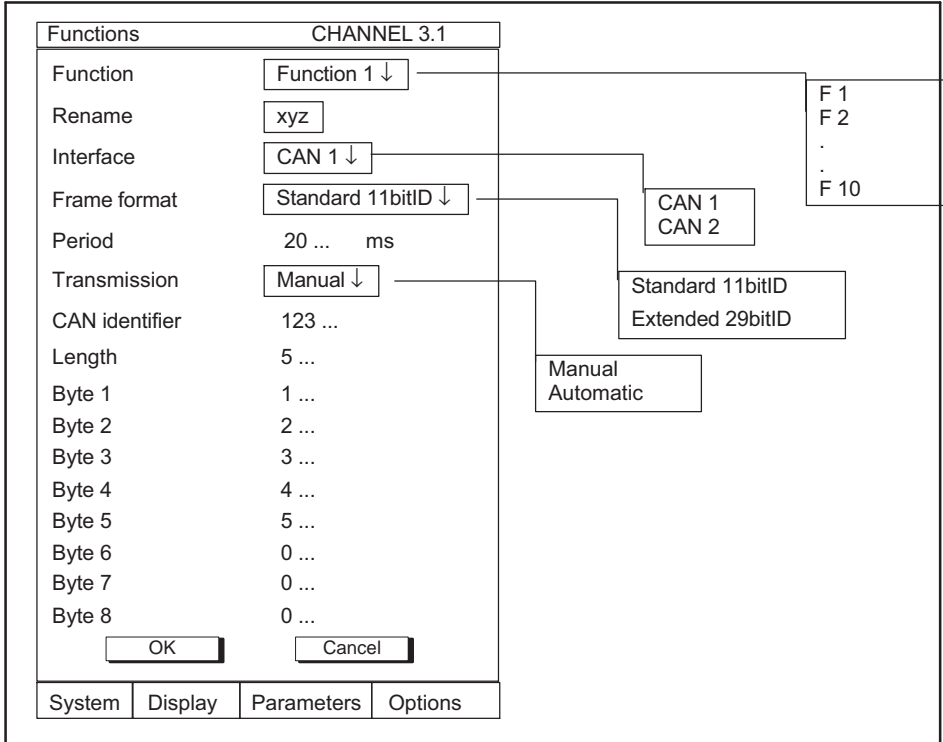 Functions CHANNEL 3.1
Function Function 1 ↓
Rename xyz
Interface CAN 1 ↓
Frame format Standard 11bitID ↓
Period 20 ... ms
Transmission Manual ↓
CAN identifier 123 ...
Length 5 ...
Byte 1 1 ...
Byte 2 2 ...
Byte 3 3 ...
Byte 4 4 ...
Byte 5 5 ...
Byte 6 0 ...
Byte 7 0 ...
Byte 8 0 ...
OK Cancel
System Display Parameters Options
F 1
F 2
.
.
F 10
CAN 1
CAN 2
Standard 11bitID
Extended 29bitID
Manual
Automatic